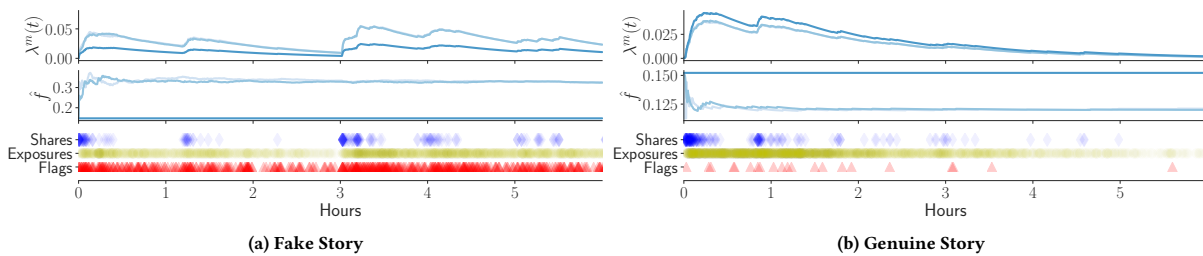 λᵐ(t)
0.05
0.00
f̂
0.3
0.2
Shares
Exposures
Flags
0 1 2 3 4 5
Hours
(a) Fake Story
λᵐ(t)
0.025
0.000
f̂
0.150
0.125
Shares
Exposures
Flags
0 1 2 3 4 5
Hours
(b) Genuine Story